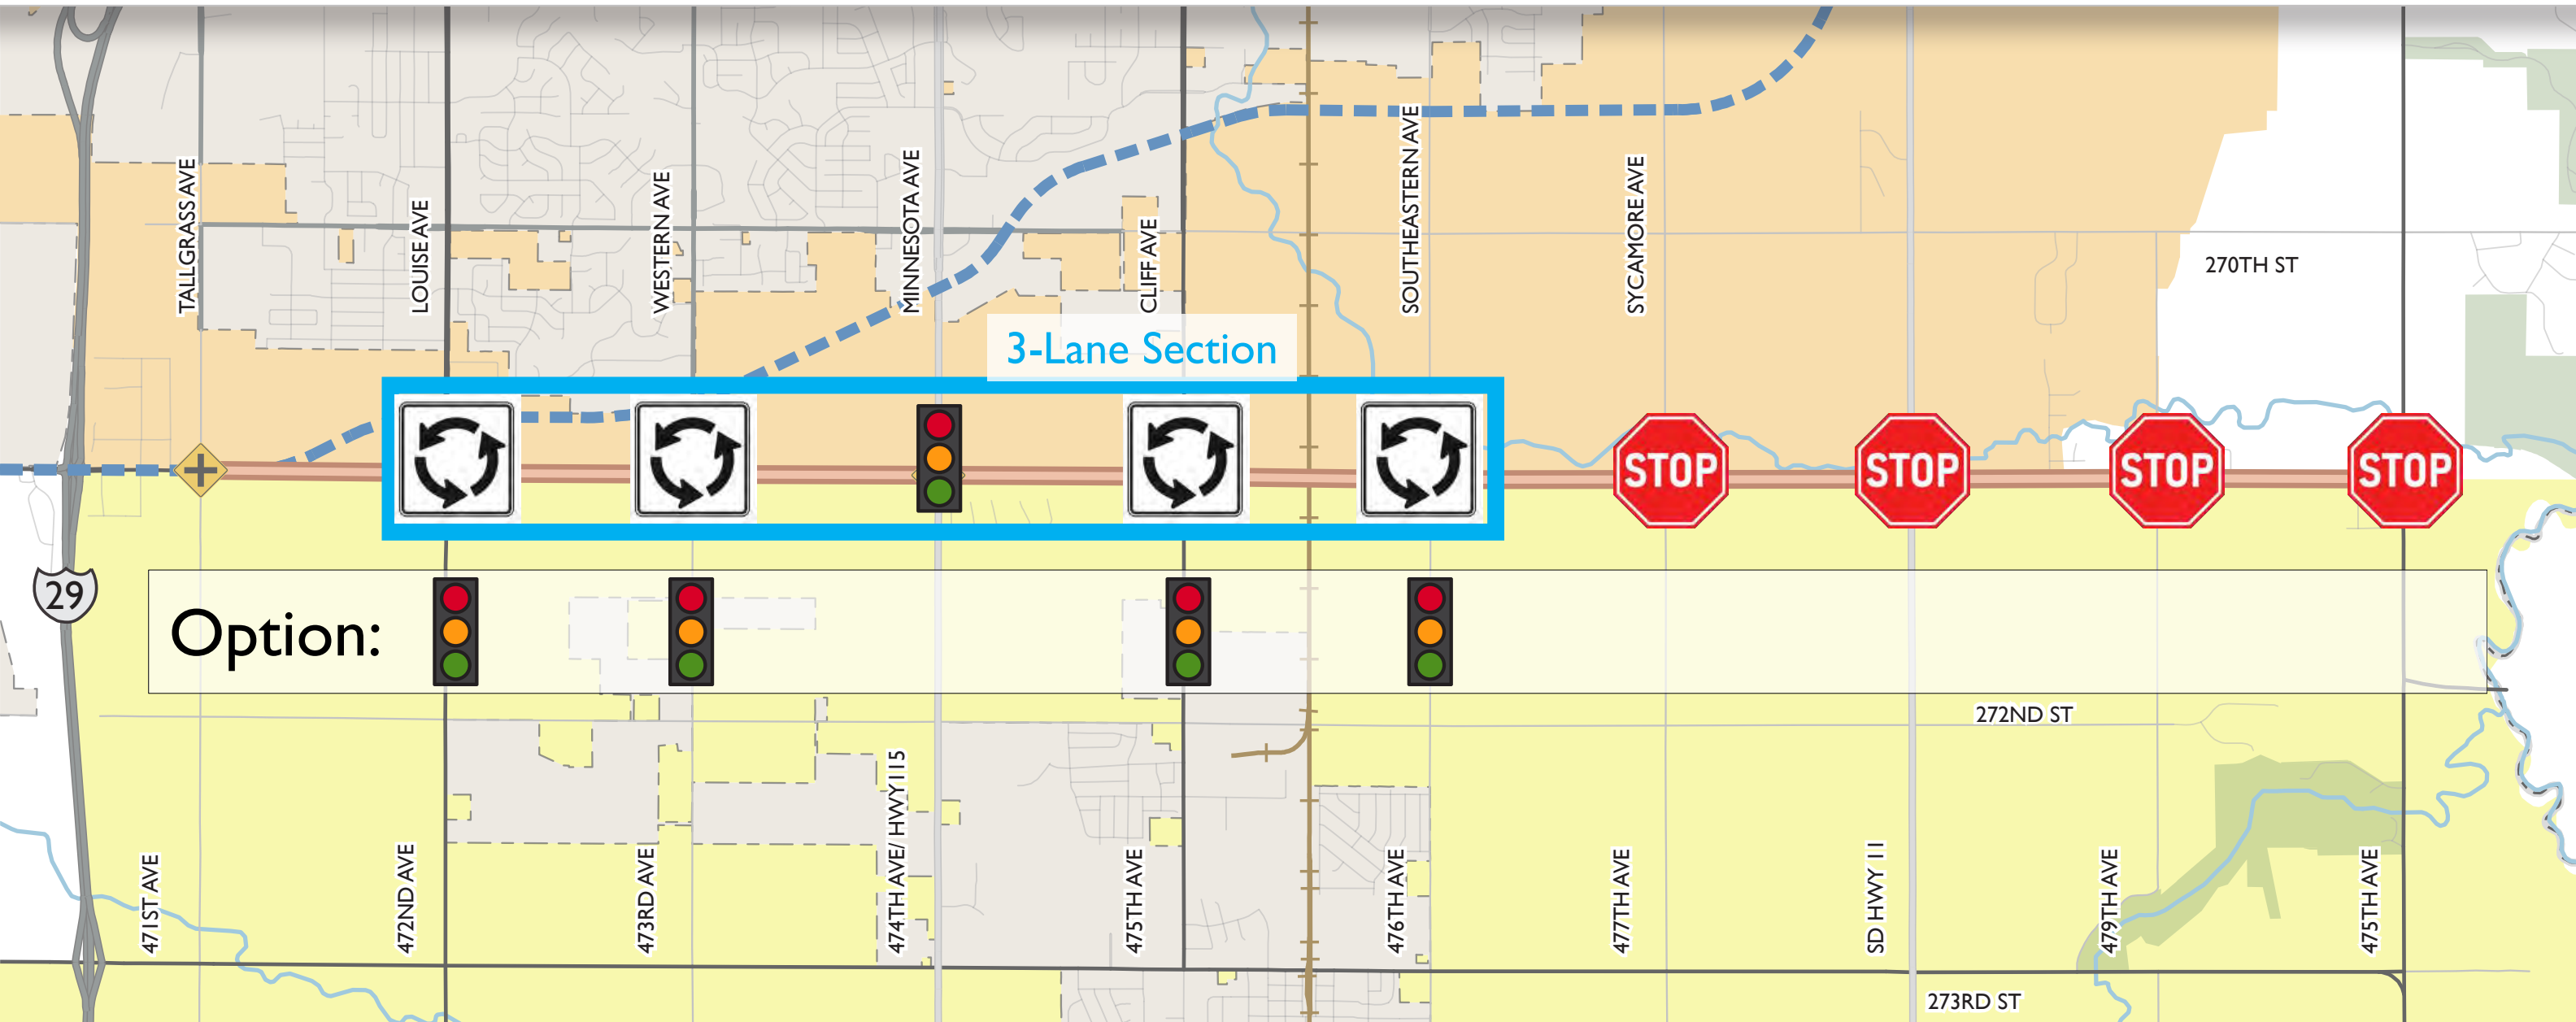 TALLGRASS AVE
LOUISE AVE
WESTERN AVE
MINNESOTA AVE
CLIFF AVE
SOUTHEASTERN AVE
SYCAMORE AVE
270TH ST
3-Lane Section
STOP
STOP
STOP
STOP
29
Option:
272ND ST
471ST AVE
472ND AVE
473RD AVE
474TH AVE/ HWY 115
475TH AVE
476TH AVE
477TH AVE
SD HWY 11
479TH AVE
475TH AVE
273RD ST